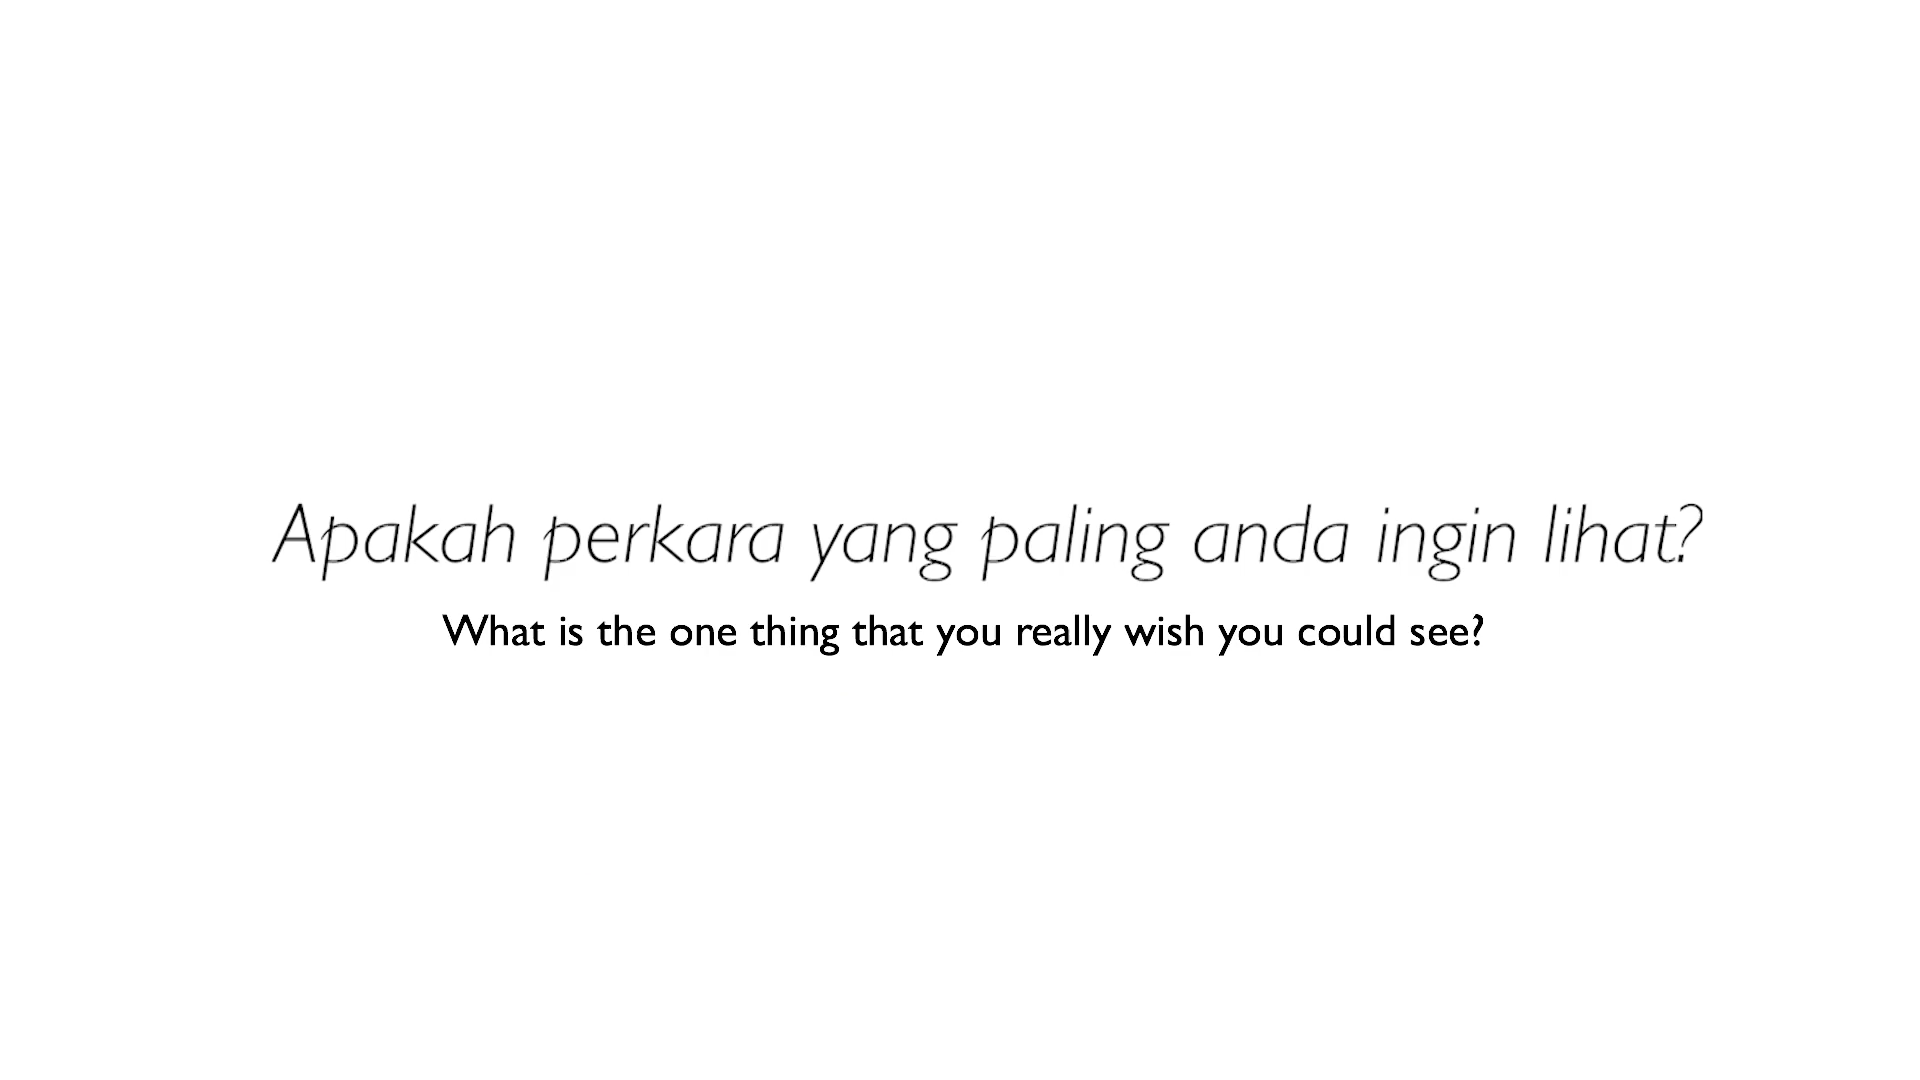 Apakah perkara yang paling anda ingin lihat?
What is the one thing that you really wish you could see?